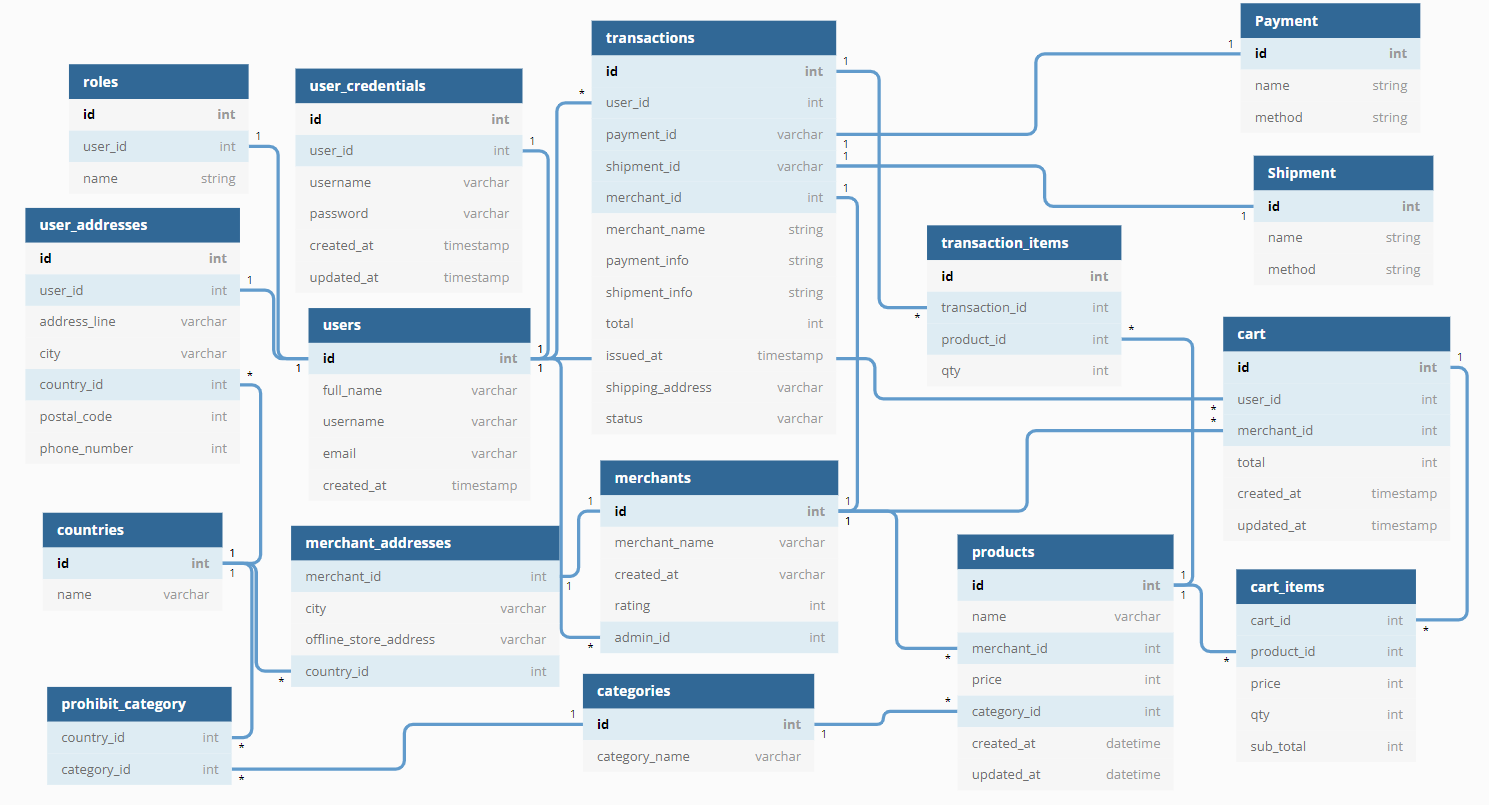 roles
id int
user_id int
name string
user_credentials
id int
user_id int
username varchar
password varchar
created_at timestamp
updated_at timestamp
transactions
id int
user_id int
payment_id varchar
shipment_id varchar
merchant_id int
merchant_name string
payment_info string
shipment_info string
total int
issued_at timestamp
shipping_address varchar
status varchar
Payment
id int
name string
method string
Shipment
id int
name string
method string
user_addresses
id int
user_id int
address_line varchar
city varchar
country_id int
postal_code int
phone_number int
users
id int
full_name varchar
username varchar
email varchar
created_at timestamp
transaction_items
id int
transaction_id int
product_id int
qty int
cart
id int
user_id int
merchant_id int
total int
created_at timestamp
updated_at timestamp
countries
id int
name varchar
merchant_addresses
merchant_id int
city varchar
offline_store_address varchar
country_id int
merchants
id int
merchant_name varchar
created_at varchar
rating int
admin_id int
products
id int
name varchar
merchant_id int
price int
category_id int
created_at datetime
updated_at datetime
cart_items
cart_id int
product_id int
price int
qty int
sub_total int
prohibit_category
country_id int
category_id int
categories
id int
category_name varchar
1
1
1
*
1
1
*
1
1
*
1
1
1
1
1
1
1
*
*
*
*
1
*
1
1
*
1
1
1
1
*
*
*
1
1
*
*
*
1
1